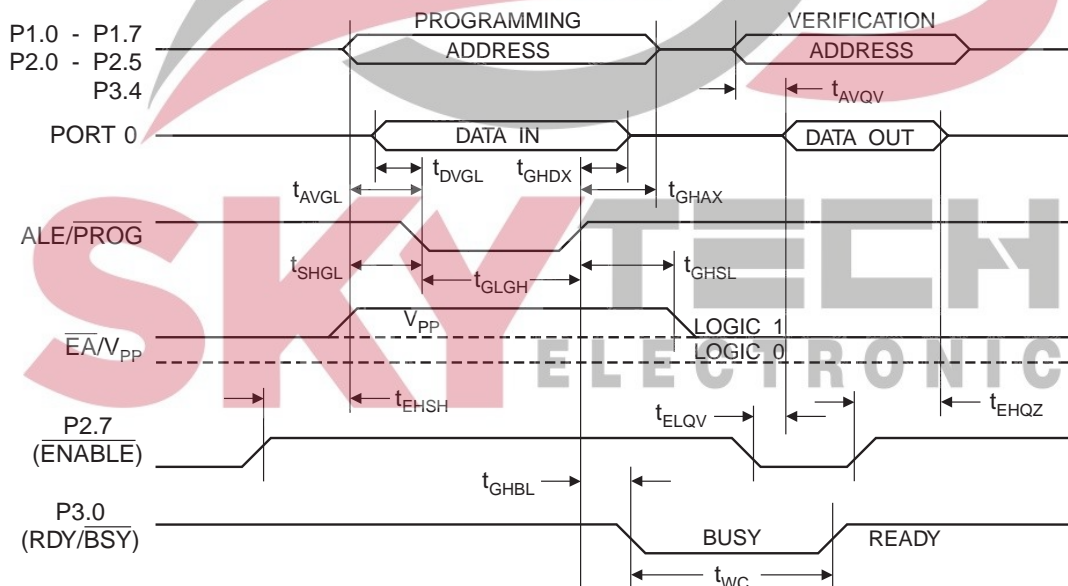 PROGRAMMING
VERIFICATION
P1.0 - P1.7
P2.0 - P2.5
P3.4
ADDRESS
ADDRESS
tAVQV
PORT 0
DATA IN
DATA OUT
tDVGL
tGHDX
tAVGL
tGHAX
ALE/PROG
tSHGL
tGLGH
tGHSL
VPP
LOGIC 1
EA/VPP
LOGIC 0
SKYTECH
ELECTRONIC
tEHSH
tELQV
tEHQZ
P2.7
(ENABLE)
tGHBL
P3.0
(RDY/BSY)
BUSY
READY
tWC